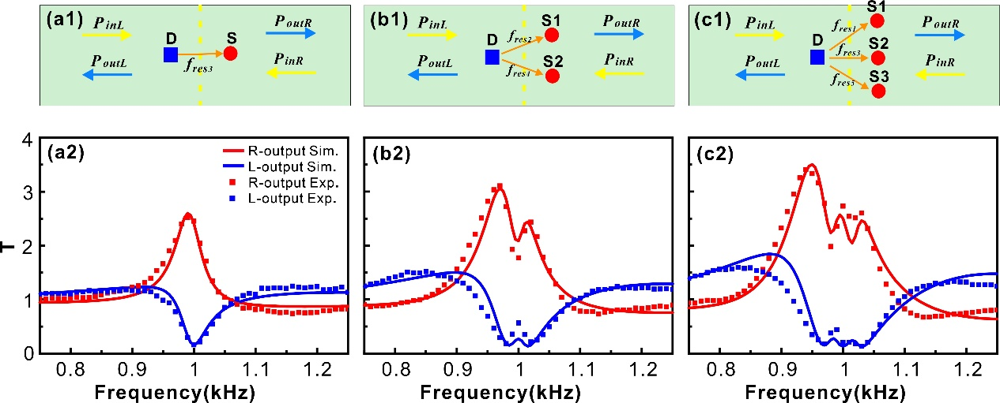 (a1)
P_inL
P_outL
D
S
f_res3
P_outR
P_inR
(b1)
P_inL
P_outL
D
S1
S2
f_res2
f_res4
P_outR
P_inR
(c1)
P_inL
P_outL
D
S1
S2
S3
f_res1
f_res3
f_res5
P_outR
P_inR
T
4
3
2
1
0
(a2)
R-output Sim.
L-output Sim.
R-output Exp.
L-output Exp.
0.8 0.9 1 1.1 1.2
Frequency(kHz)
(b2)
0.8 0.9 1 1.1 1.2
Frequency(kHz)
(c2)
0.8 0.9 1 1.1 1.2
Frequency(kHz)